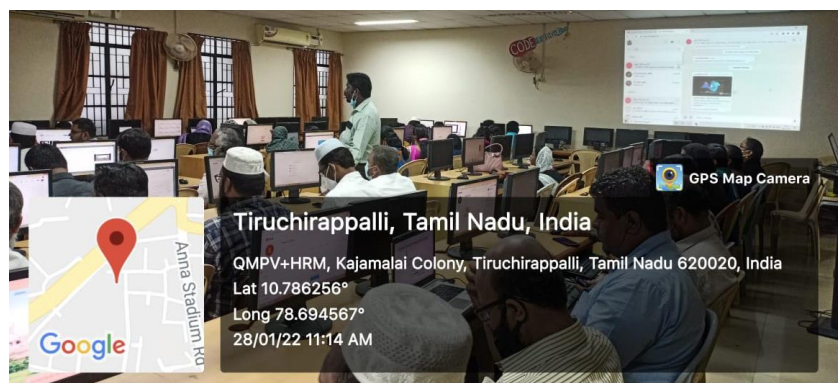 CODE
GPS Map Camera
Tiruchirappalli, Tamil Nadu, India
QMPV+HRM, Kajamalai Colony, Tiruchirappalli, Tamil Nadu 620020, India
Lat 10.786256°
Long 78.694567°
28/01/22 11:14 AM
Anna Stadium Rd
Google